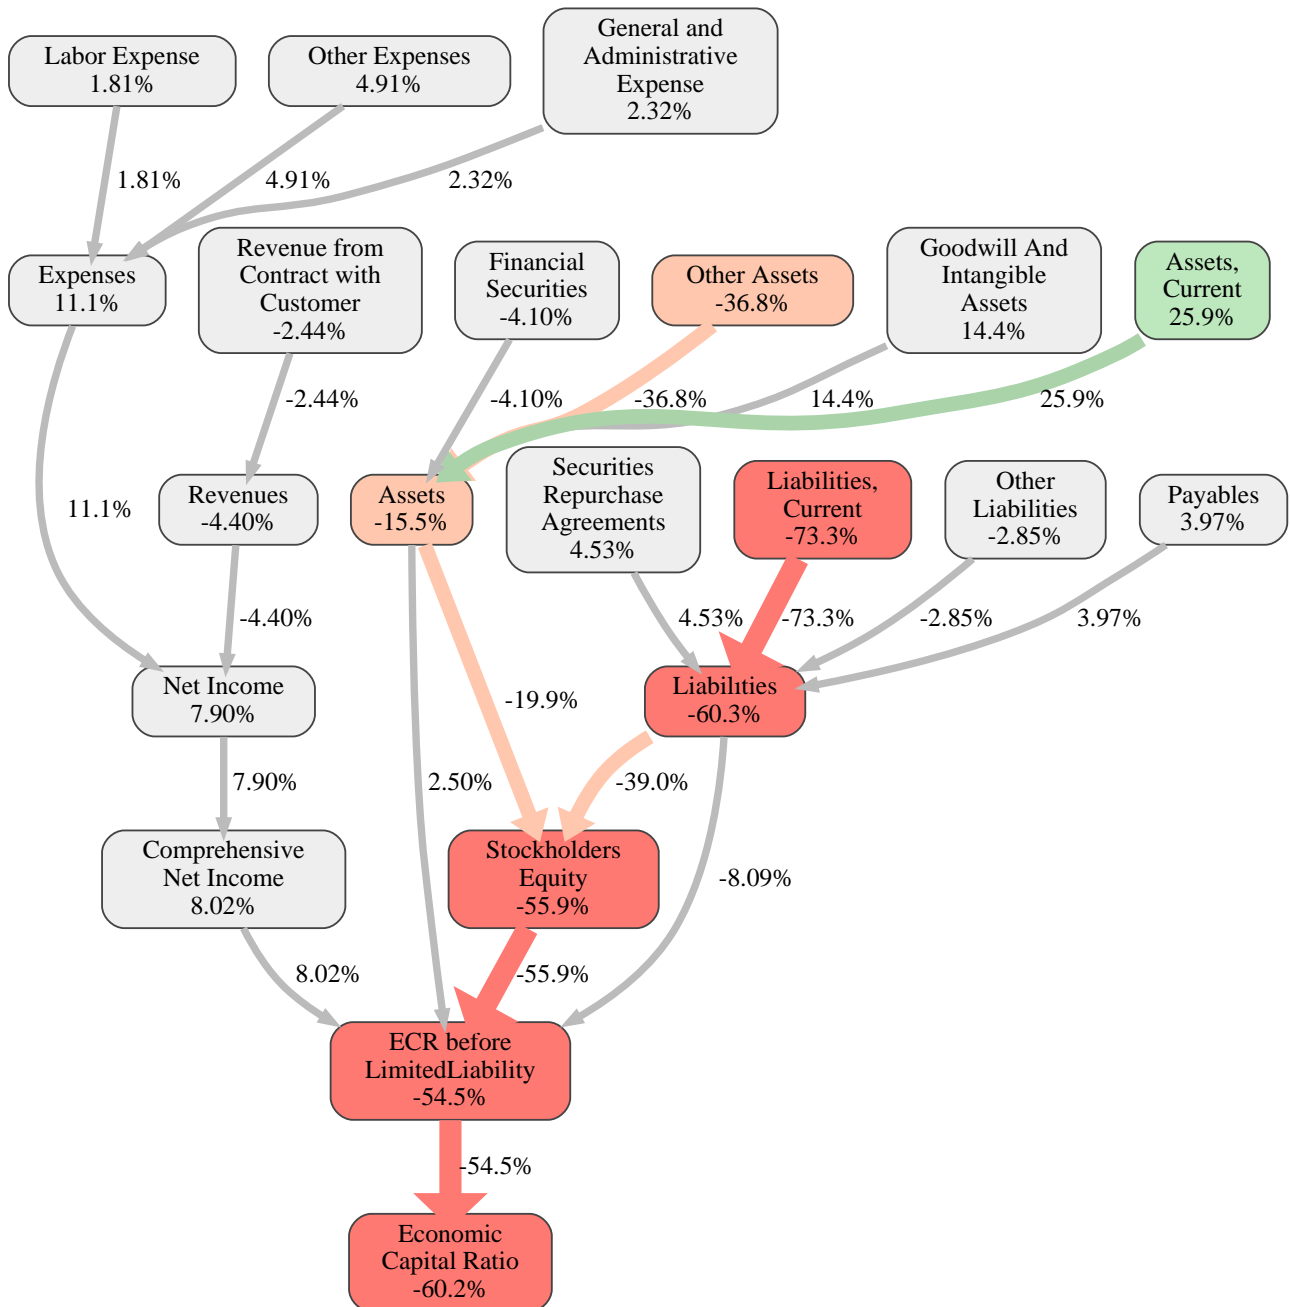 Labor Expense
1.81%
Other Expenses
4.91%
General and
Administrative
Expense
2.32%
1.81%
4.91%
2.32%
Expenses
11.1%
Revenue from
Contract with
Customer
-2.44%
Financial
Securities
-4.10%
Other Assets
-36.8%
Goodwill And
Intangible
Assets
14.4%
Assets,
Current
25.9%
-2.44%
-4.10%
-36.8%
14.4%
25.9%
11.1%
Revenues
-4.40%
Assets
-15.5%
Securities
Repurchase
Agreements
4.53%
Liabilities,
Current
-73.3%
Other
Liabilities
-2.85%
Payables
3.97%
-4.40%
4.53%
-73.3%
-2.85%
3.97%
Net Income
7.90%
-19.9%
Liabilities
-60.3%
7.90%
2.50%
-39.0%
Comprehensive
Net Income
8.02%
Stockholders
Equity
-55.9%
-8.09%
8.02%
-55.9%
ECR before
LimitedLiability
-54.5%
-54.5%
Economic
Capital Ratio
-60.2%